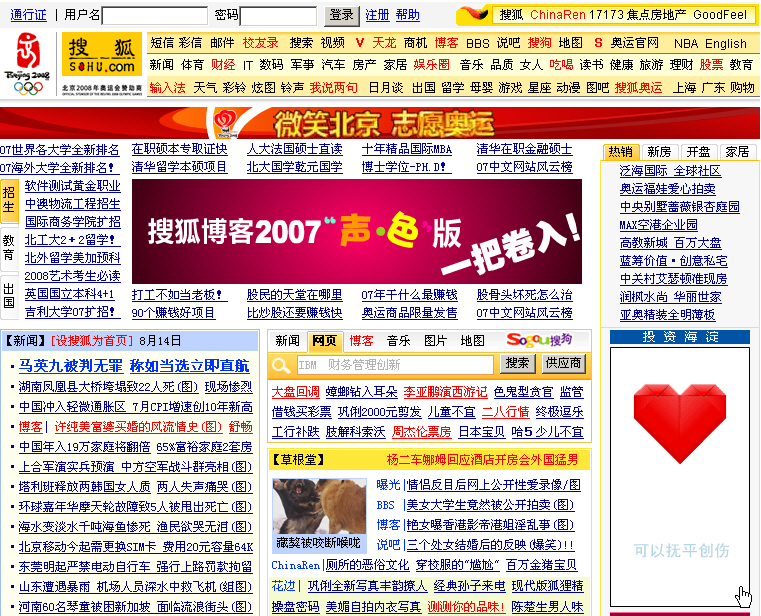 通行证 | 用户名 密码 登录 注册 帮助
搜狐 ChinaRen 17173 焦点房地产 GoodFeel
Beijing 2008
搜狐
SOHU.com
北京2008年奥运会赞助商
短信 彩信 邮件 校友录 搜索 视频 V 天龙 商机 博客 BBS 说吧 搜狗 地图 S 奥运官网 NBA English
新闻 体育 财经 IT 数码 军事 汽车 房产 家居 娱乐圈 音乐 品质 女人 吃喝 读书 健康 旅游 理财 股票 教育
输入法 天气 彩铃 炫图 铃声 我说两句 日月谈 出国 留学 母婴 游戏 星座 动漫 图吧 搜狐奥运 上海 广东 购物
微笑北京 志愿奥运
07世界各大学全新排名 在职硕本专取证快 人大法国硕士直读 十年精品国际MBA 清华在职金融硕士
07海外大学全新排名! 清华留学本硕项目 北大国学乾元国学 博士学位-PH.D! 07中文网站风云榜
招生
软件测试黄金职业
中澳物流工程招生
国际商务学院扩招
教育
北工大2+2留学!
北外留学美加预科
2008艺术考生必读
出国
英国国立本科4+1
吉利大学07扩招!
搜狐博客2007“声·色”版
一把卷入!
打工不如当老板! 股民的天堂在哪里 07年干什么最赚钱 股骨头坏死怎么治
90个赚钱好项目 比炒股还要赚钱快 奥运商品限量发售 07中文网站风云榜
热销 新房 开盘 家居
泛海国际 全球社区
奥运福娃爱心拍卖
中央别墅蔷薇银杏庭园
MAX空港企业园
高教新城 百万大盘
蓝筹价值·创意私宅
中关村艾瑟顿准现房
润枫水尚 华丽世家
亚奥精装全明薄板
投资海淀
可以抚平创伤
【新闻】[设搜狐为首页] 8月14日
马英九被判无罪 称如当选立即直航
湖南凤凰县大桥垮塌致22人死(图) 现场惨烈
中国冲入轻微通胀区 7月CPI增速创10年新高
博客| 许纯美富婆买婚的风流情史(图) 舒畅
中国年入19万家庭将翻倍 65%富裕家庭2套房
上合军演实兵预演 中方空军战斗群亮相(图)
塔利班释放两韩国女人质 两人失声痛哭(图)
环球嘉年华摩天轮故障致5人被甩出死亡(图)
海水变淡水千吨海鱼惨死 渔民欲哭无泪(图)
北京移动今起需更换SIM卡 费用20元容量64K
东莞明起严禁电动自行车 强行上路罚款拘留
山东遭遇暴雨 机场人员深水中救飞机(组图)
河南60名琴童被困新加坡 面临流浪街头(图)
新闻 网页 博客 音乐 图片 地图 Sogou搜狗
IBM 财务管理创新 搜索 供应商
大盘回调 蟑螂钻入耳朵 李亚鹏演西游记 色鬼型贪官 监管
借钱买彩票 巩俐2000元剪发 儿童不宜 二八行情 终极逗乐
工行补跌 肢解科索沃 周杰伦票房 日本宝贝 哈5少儿不宜
【草根堂】 杨二车娜姆回应酒店开房会外国猛男
藏獒被咬断喉咙
曝光|情侣反目后网上公开性爱录像/图
BBS |美女大学生竟然被公开拍卖(图)
博客|艳女曝香港影帝港姐淫乱事(图)
说吧|三个处女结婚后的反映(爆笑)!!
ChinaRen|厕所的恶俗文化 穿校服的“尴尬” 百万金猪宝贝
花边| 巩俐全新写真半韵撩人 经典孙子来电 现代版狐狸精
操盘密码 美媚自拍内衣写真 测测你的品味! 陈楚生男人味